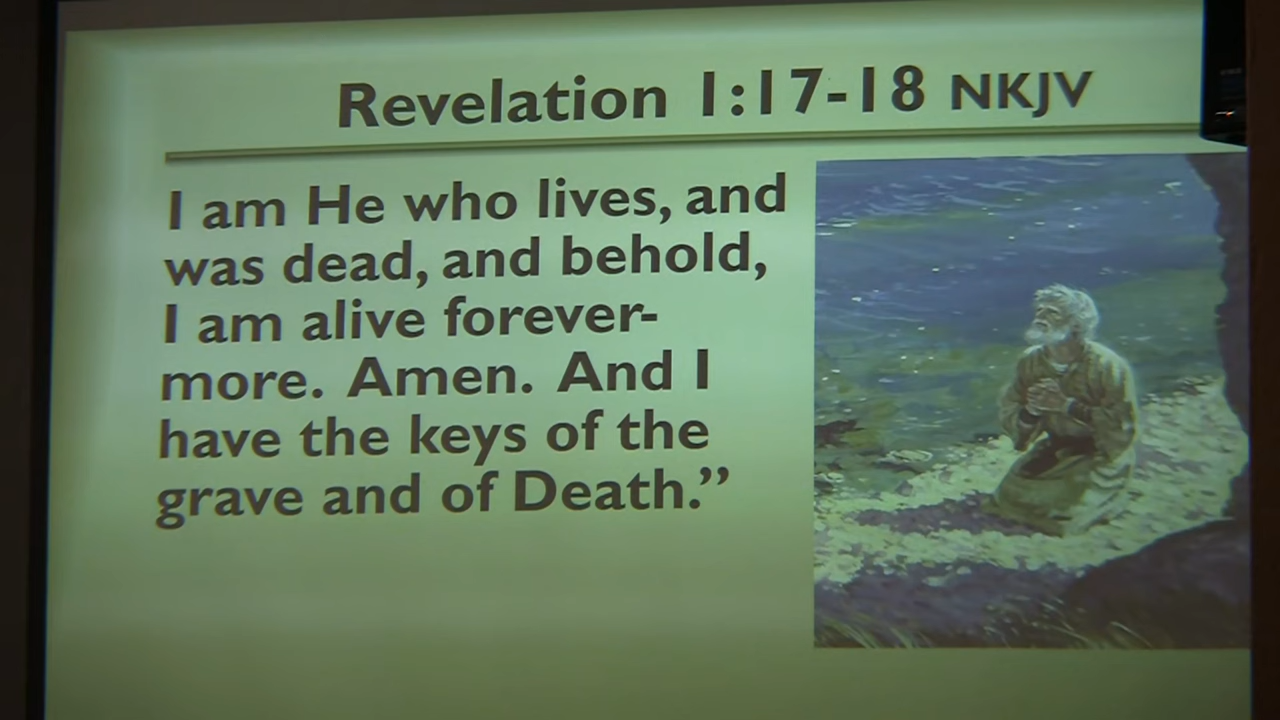 Revelation 1:17-18 NKJV
I am He who lives, and
was dead, and behold,
I am alive forever-
more. Amen. And I
have the keys of the
grave and of Death.”